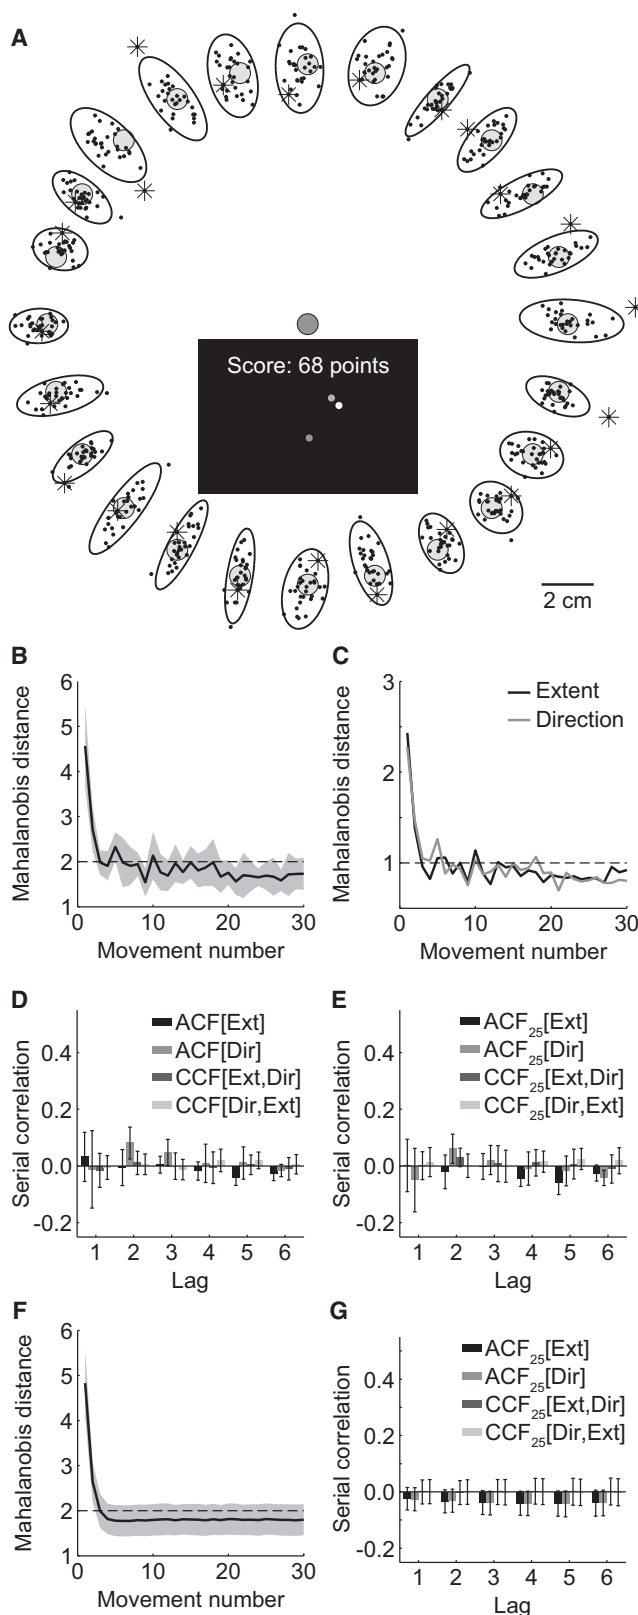 A
Score: 68 points
2 cm
B
Mahalanobis distance
6
5
4
3
2
1
0
10
20
30
Movement number
C
Mahalanobis distance
3
2
1
0
10
20
30
Extent
Direction
Movement number
D
Serial correlation
0.4
0.2
0.0
-0.2
ACF[Ext]
ACF[Dir]
CCF[Ext,Dir]
CCF[Dir,Ext]
1 2 3 4 5 6
Lag
E
Serial correlation
0.4
0.2
0.0
-0.2
ACF25[Ext]
ACF25[Dir]
CCF25[Ext,Dir]
CCF25[Dir,Ext]
1 2 3 4 5 6
Lag
F
Mahalanobis distance
6
5
4
3
2
1
0
10
20
30
Movement number
G
Serial correlation
0.4
0.2
0.0
-0.2
ACF25[Ext]
ACF25[Dir]
CCF25[Ext,Dir]
CCF25[Dir,Ext]
1 2 3 4 5 6
Lag